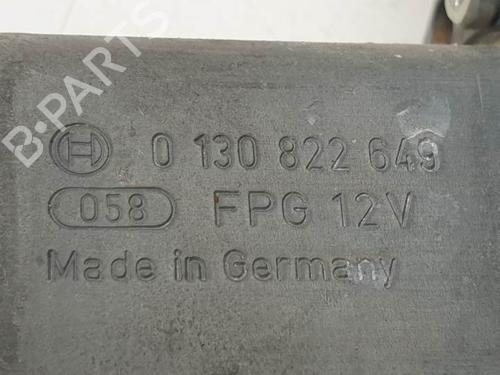 0 130 822 649
058 FPG 12V
Made in Germany
B-PARTS